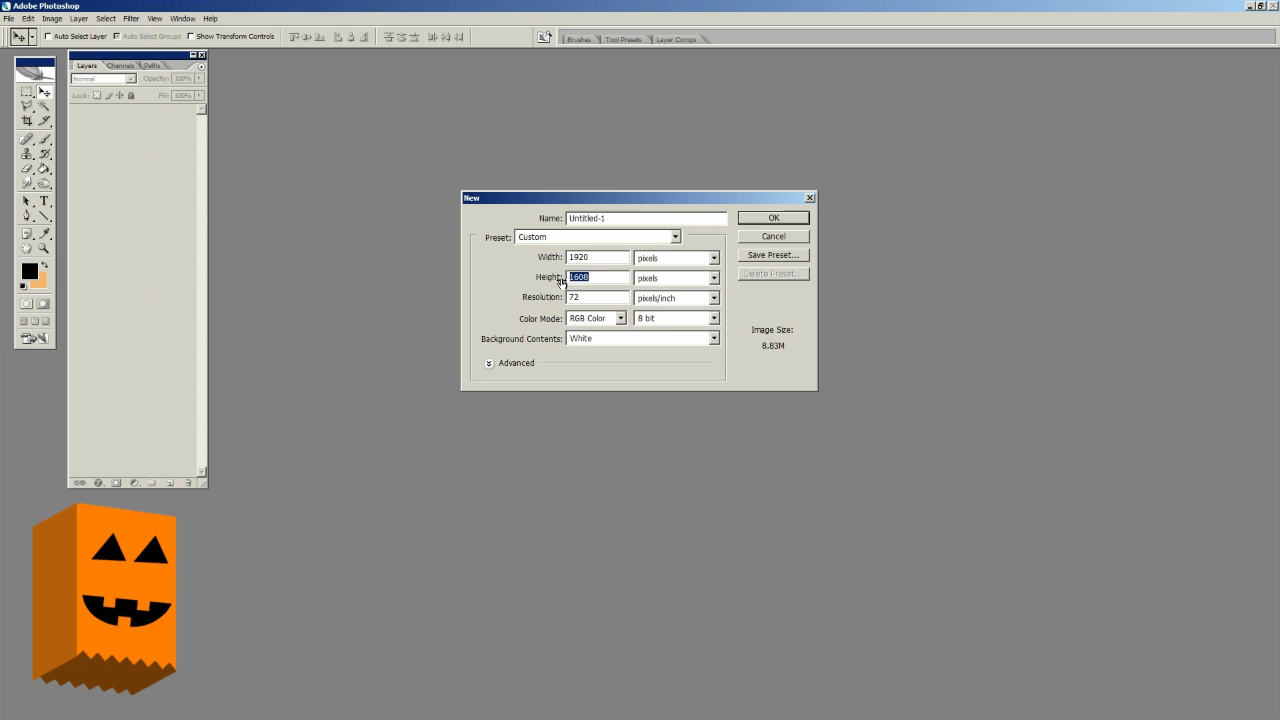 Adobe Photoshop
File Edit Image Layer Select Filter View Window Help
Auto Select Layer Auto Select Groups Show Transform Controls Brushes Tool Presets Layer Comps
Layers Channels Paths
Normal Opacity: 100%
Lock: Fill: 100%
New
Name: Untitled-1 OK
Preset: Custom Cancel
Width: 1920 pixels Save Preset...
Height: 1608 pixels Delete Preset...
Resolution: 72 pixels/inch
Color Mode: RGB Color 8 bit Image Size:
Background Contents: White 8.83M
Advanced